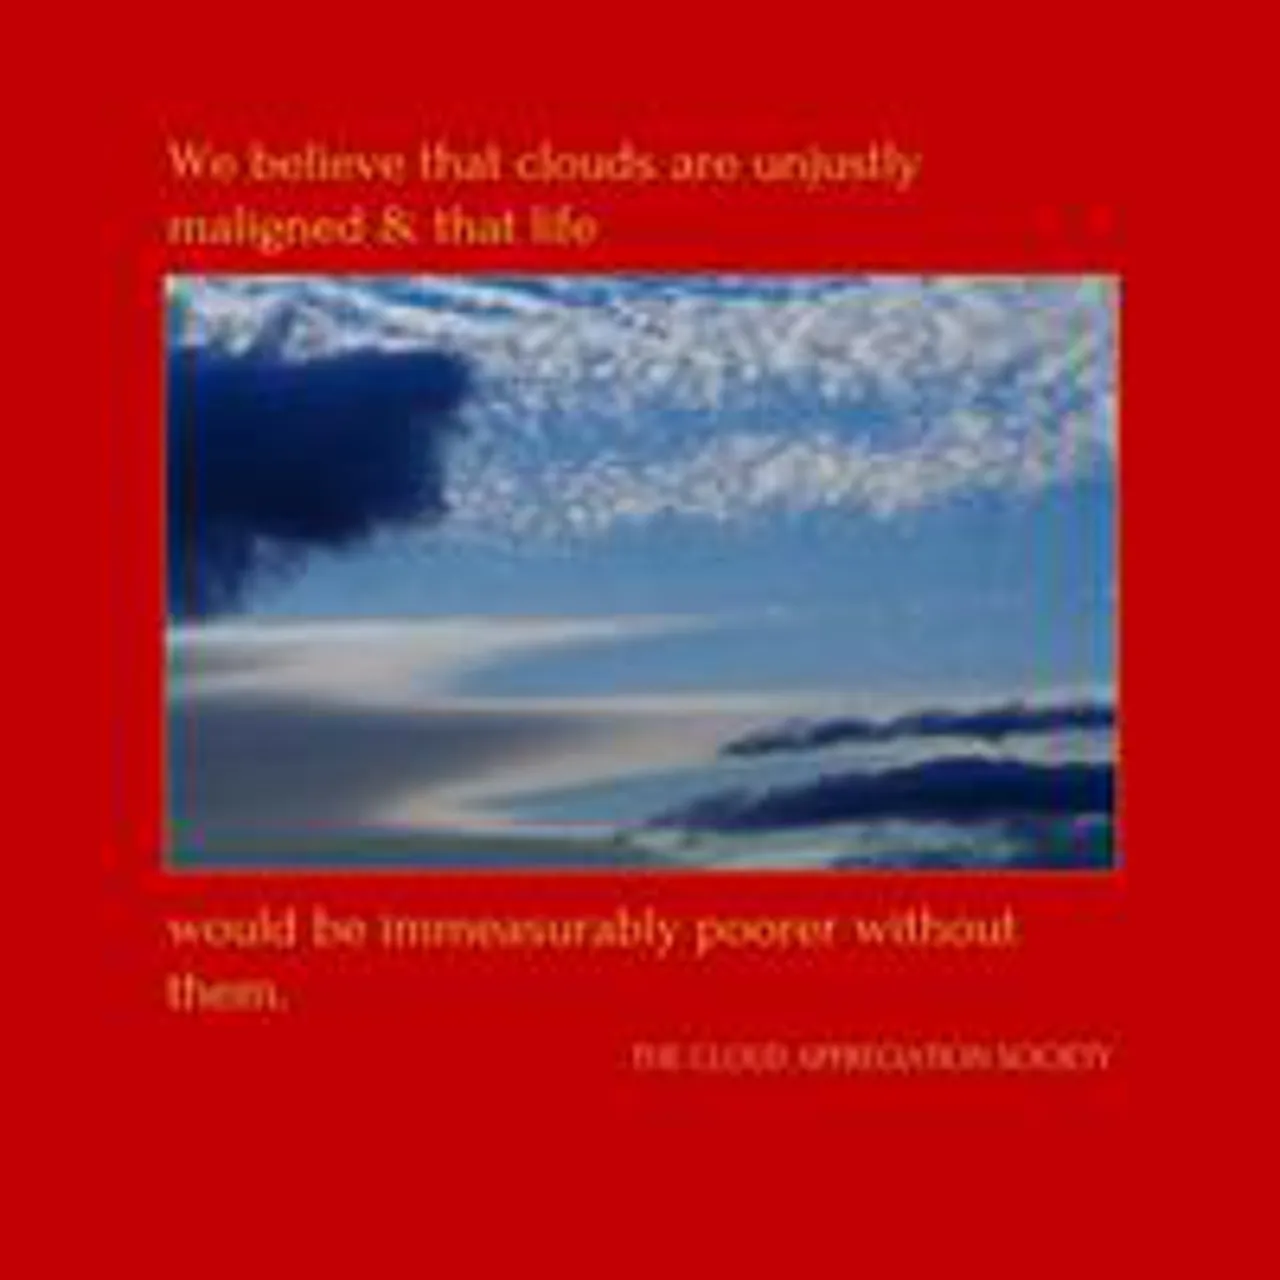 We believe that clouds are unjustly
maligned & that life
would be immeasurably poorer without
them.
THE CLOUD APPRECIATION SOCIETY